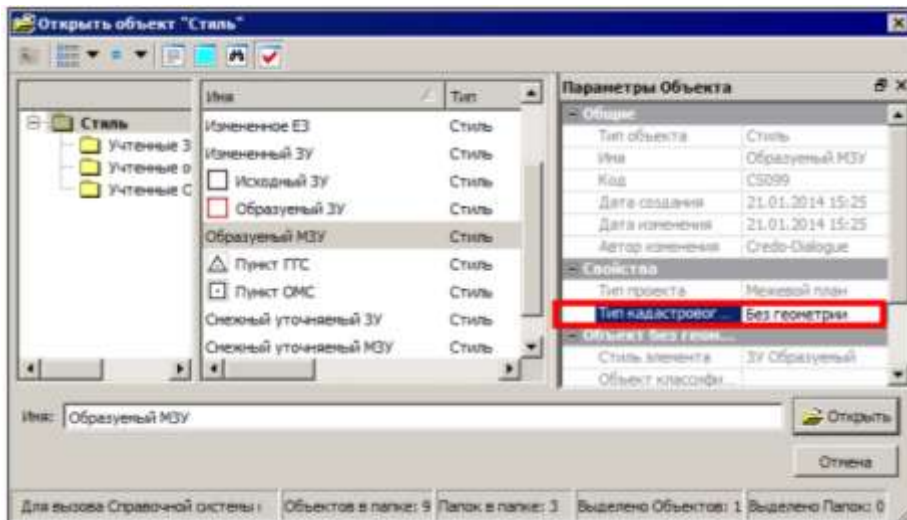 Открыть объект "Стиль"
Стиль
Учтенные З
Учтенные о
Учтенные С
Имя Тип
Измененное ЕЗ Стиль
Измененный ЗУ Стиль
Исходный ЗУ Стиль
Образуемый ЗУ Стиль
Образуемый МЗУ Стиль
Пункт ГГС Стиль
Пункт ОМС Стиль
Смежный уточняемый ЗУ Стиль
Смежный уточняемый МЗУ Стиль
Параметры Объекта
Общие
Тип объекта Стиль
Имя Образуемый МЗУ
Код CS099
Дата создания 21.01.2014 15:25
Дата изменения 21.01.2014 15:25
Автор изменения Credo-Dialogue
Свойства
Тип проекта Межевой план
Тип кадастровог... Без геометрии
Объект без геом...
Стиль элемента ЗУ Образуемый
Объект классифи...
Имя: Образуемый МЗУ
Открыть
Отмена
Для вызова Справочной системы Объектов в папке: 9 Папок в папке: 3 Выделено Объектов: 1 Выделено Папок: 0